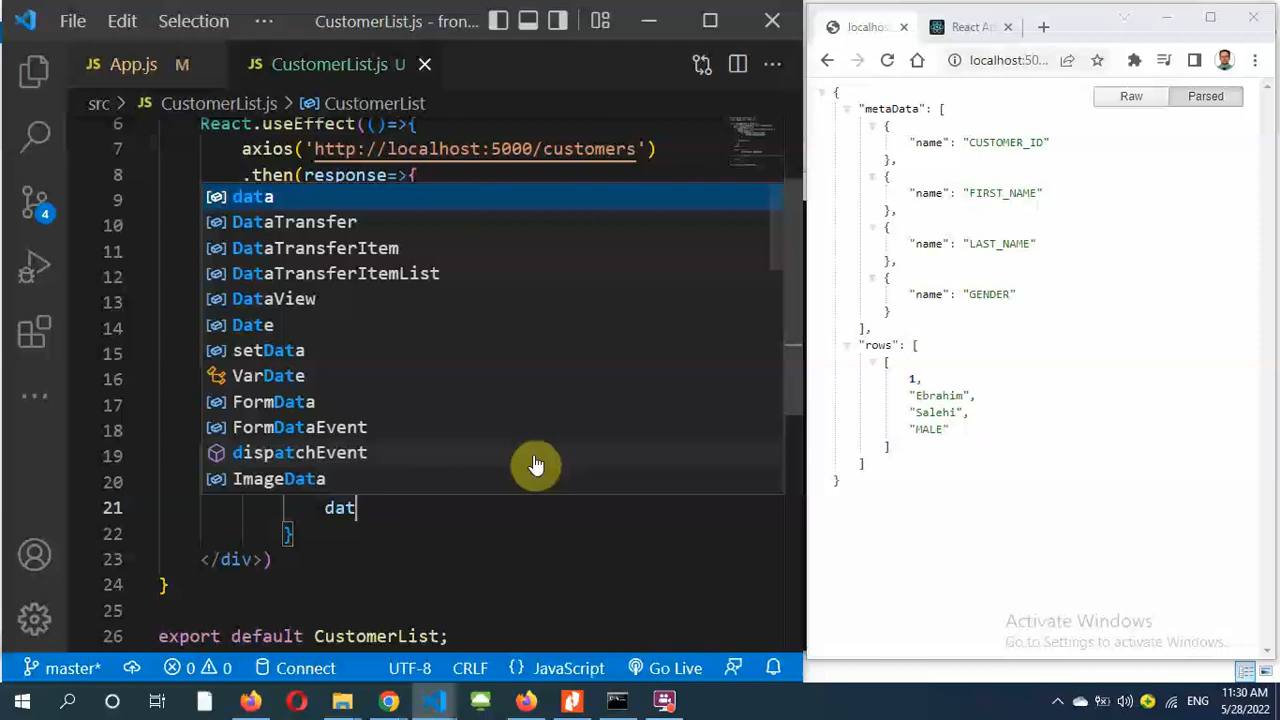 File Edit Selection ··· CustomerList.js - fron...
App.js M CustomerList.js U
src > CustomerList.js > CustomerList
6 React.useEffect(()=>{
7 axios('http://localhost:5000/customers')
8 .then(response=>{
9 data
10 DataTransfer
11 DataTransferItem
12 DataTransferItemList
13 DataView
14 Date
15 setData
16 VarDate
17 FormData
18 FormDataEvent
19 dispatchEvent
20 ImageData
21 dat
22 }
23 </div>)
24 }
25
26 export default CustomerList;
4
master* 0 0 Connect UTF-8 CRLF {} JavaScript Go Live
localhos React Ad
localhost:50...
Raw Parsed
{
"metaData": [
{
"name": "CUSTOMER_ID"
},
{
"name": "FIRST_NAME"
},
{
"name": "LAST_NAME"
},
{
"name": "GENDER"
}
],
"rows": [
[
1,
"Ebrahim",
"Salehi",
"MALE"
]
]
}
Activate Windows
Go to Settings to activate Windows.
ENG 11:30 AM
5/28/2022